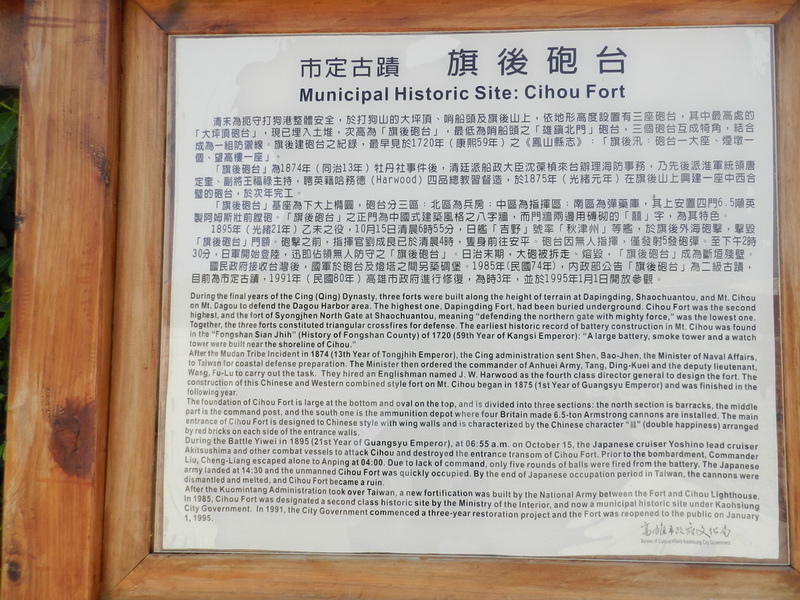 市定古蹟 旗後砲台
Municipal Historic Site: Cihou Fort
清末為扼守打狗港整體安全，於打狗山的大坪頂、哨船頭及旗後山上，依地形高度設置有三座砲台，其中最高處的
「大坪頂砲台」，現已埋入土堆，次高為「旗後砲台」，最低為哨船頭之「雄鎮北門」砲台，三個砲台互成犄角，結合
成為一組防禦線。旗後建砲台之紀錄，最早見於1720年（康熙59年）之《鳳山縣志》：「旗後汛：砲台一大座、煙墩一
個、望高樓一座」。
「旗後砲台」為1874年（同治13年）牡丹社事件後，清廷派船政大臣沈葆楨來台辦理海防事務，乃先後派淮軍統領唐
定奎、副將王福祿主持，聘英籍哈務德（Harwood）四品總教習督造，於1875年（光緒元年）在旗後山上興建一座中西合
璧的砲台，於次年完工。
「旗後砲台」基座為下大上橢圓，砲台分三區：北區為兵房；中區為指揮區；南區為彈藥庫，其上安置四門6.5噸英
製阿姆斯壯前膛砲。「旗後砲台」之正門為中國式建築風格之八字牆，而門牆兩邊用磚砌的「囍」字，為其特色。
1895年（光緒21年）乙未之役，10月15日清晨6時55分，日艦「吉野」號率「秋津州」等艦，於旗後外海砲擊，擊毀
「旗後砲台」門額。砲擊之前，指揮官劉成良已於清晨4時，隻身前往安平。砲台因無人指揮，僅發射5發砲彈。至下午2時
30分，日軍開始登陸，迅即佔領無人防守之「旗後砲台」。日治末期，大砲被拆走、熔毀，「旗後砲台」成為斷垣殘壁。
國民政府接收台灣後，國軍於砲台及燈塔之間另築碉堡。1985年(民國74年)，內政部公告「旗後砲台」為二級古蹟，
目前為市定古蹟，1991年（民國80年）高雄市政府進行修復，為時3年，並於1995年1月1日開放參觀。
During the final years of the Cing (Qing) Dynasty, three forts were built along the height of terrain at Dapingding, Shaochuantou, and Mt. Cihou
on Mt. Dagou to defend the Dagou Harbor area. The highest one, Dapingding Fort, had been buried underground. Cihou Fort was the second
highest, and the fort of Syongjhen North Gate at Shaochuantou, meaning "defending the northern gate with mighty force," was the lowest one.
Together, the three forts constituted triangular crossfires for defense. The earliest historic record of battery construction in Mt. Cihou was found
in the "Fongshan Sian Jhih" (History of Fongshan County) of 1720 (59th Year of Kangsi Emperor): "A large battery, smoke tower and a watch
tower were built near the shoreline of Cihou."
After the Mudan Tribe Incident in 1874 (13th Year of Tongjhih Emperor), the Cing administration sent Shen, Bao-Jhen, the Minister of Naval Affairs,
to Taiwan for coastal defense preparation. The Minister then ordered the commander of Anhuei Army, Tang, Ding-Kuei and the deputy lieutenant,
Wang, Fu-Lu to carry out the task. They hired an Englishman named J. W. Harwood as the fourth class director general to design the fort. The
construction of this Chinese and Western combined style fort on Mt. Cihou began in 1875 (1st Year of Guangsyu Emperor) and was finished in the
following year.
The foundation of Cihou Fort is large at the bottom and oval on the top, and is divided into three sections: the north section is barracks, the middle
part is the command post, and the south one is the ammunition depot where four Britain made 6.5-ton Armstrong cannons are installed. The main
entrance of Cihou Fort is designed to Chinese style with wing walls and is characterized by the Chinese character "囍" (double happiness) arranged
by red bricks on each side of the entrance walls.
During the Battle Yiwei in 1895 (21st Year of Guangsyu Emperor), at 06:55 a.m. on October 15, the Japanese cruiser Yoshino lead cruiser
Akitsushima and other combat vessels to attack Cihou and destroyed the entrance transom of Cihou Fort. Prior to the bombardment, Commander
Liu, Cheng-Liang escaped alone to Anping at 04:00. Due to lack of command, only five rounds of balls were fired from the battery. The Japanese
army landed at 14:30 and the unmanned Cihou Fort was quickly occupied. By the end of Japanese occupation period in Taiwan, the cannons were
dismantled and melted, and Cihou Fort became a ruin.
After the Kuomintang Administration took over Taiwan, a new fortification was built by the National Army between the Fort and Cihou Lighthouse.
In 1985, Cihou Fort was designated a second class historic site by the Ministry of the Interior, and now a municipal historic site under Kaohsiung
City Government. In 1991, the City Government commenced a three-year restoration project and the Fort was reopened to the public on January
1, 1995.
高雄市政府文化局
Bureau of Cultural Affairs Kaohsiung City Government